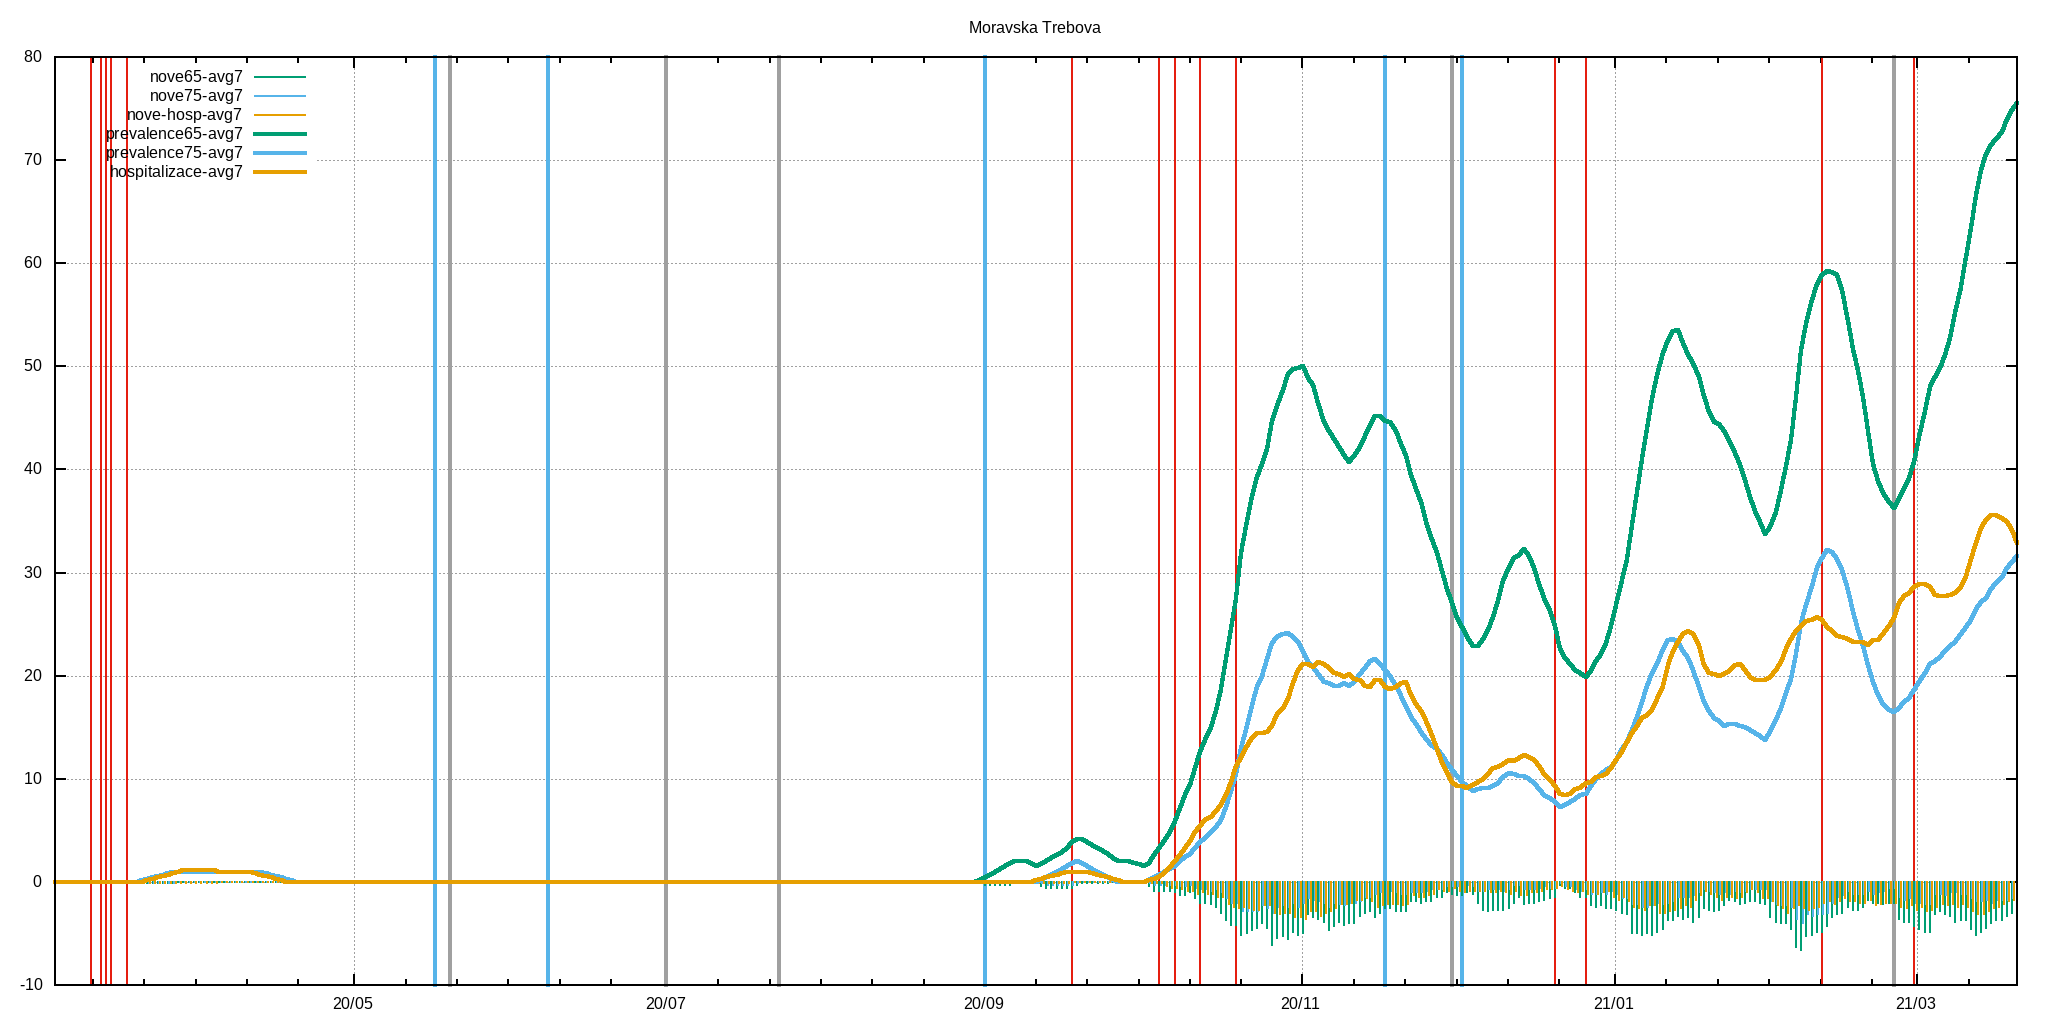 Moravska Trebova
80
70
60
50
40
30
20
10
0
-10
nove65-avg7
nove75-avg7
nove-hosp-avg7
prevalence65-avg7
prevalence75-avg7
hospitalizace-avg7
20/05
20/07
20/09
20/11
21/01
21/03